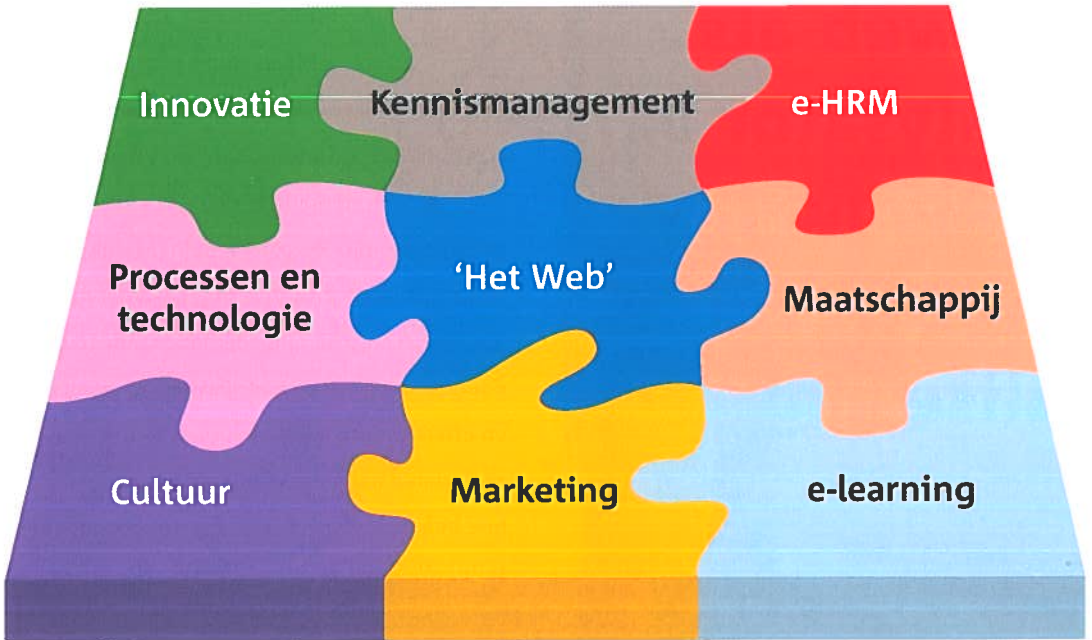 Innovatie
Kennismanagement
e-HRM
Processen en
technologie
‘Het Web’
Maatschappij
Cultuur
Marketing
e-learning